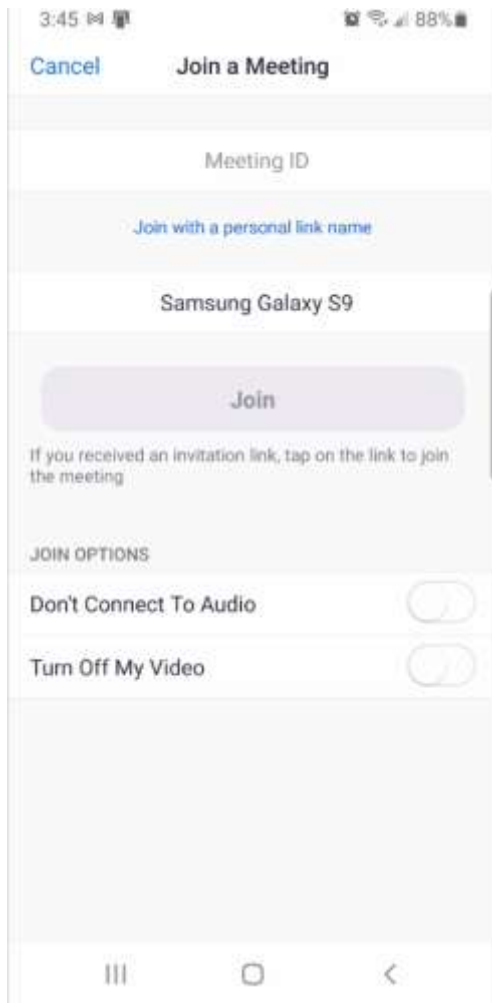 3:45 88%
Cancel Join a Meeting
Meeting ID
Join with a personal link name
Samsung Galaxy S9
Join
If you received an invitation link, tap on the link to join
the meeting
JOIN OPTIONS
Don't Connect To Audio
Turn Off My Video